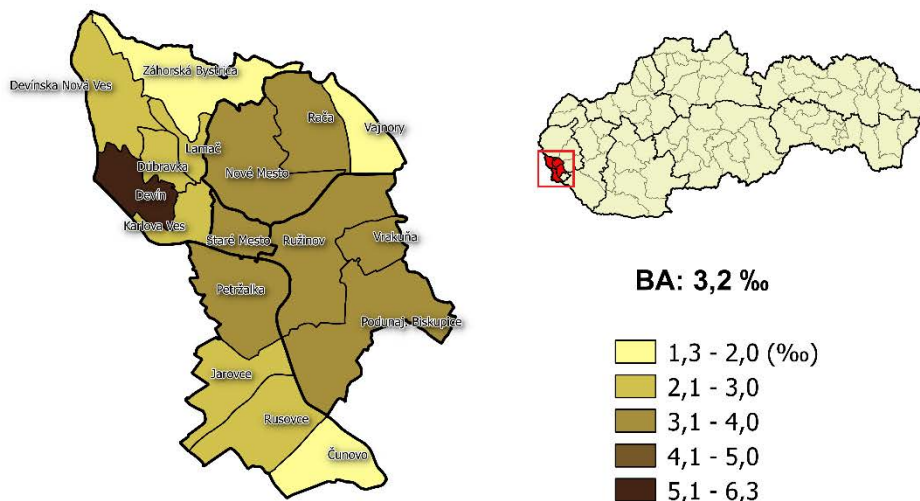 Záhorská Bystrica
Devínska Nová Ves
Rača
Vajnory
Lamač
Dúbravka
Nové Mesto
Devín
Karlova Ves
Staré Mesto
Ružinov
Vrakuňa
Petržalka
Podunaj. Biskupice
Jarovce
Rusovce
Čunovo
BA: 3,2 ‰
1,3 - 2,0 (‰)
2,1 - 3,0
3,1 - 4,0
4,1 - 5,0
5,1 - 6,3